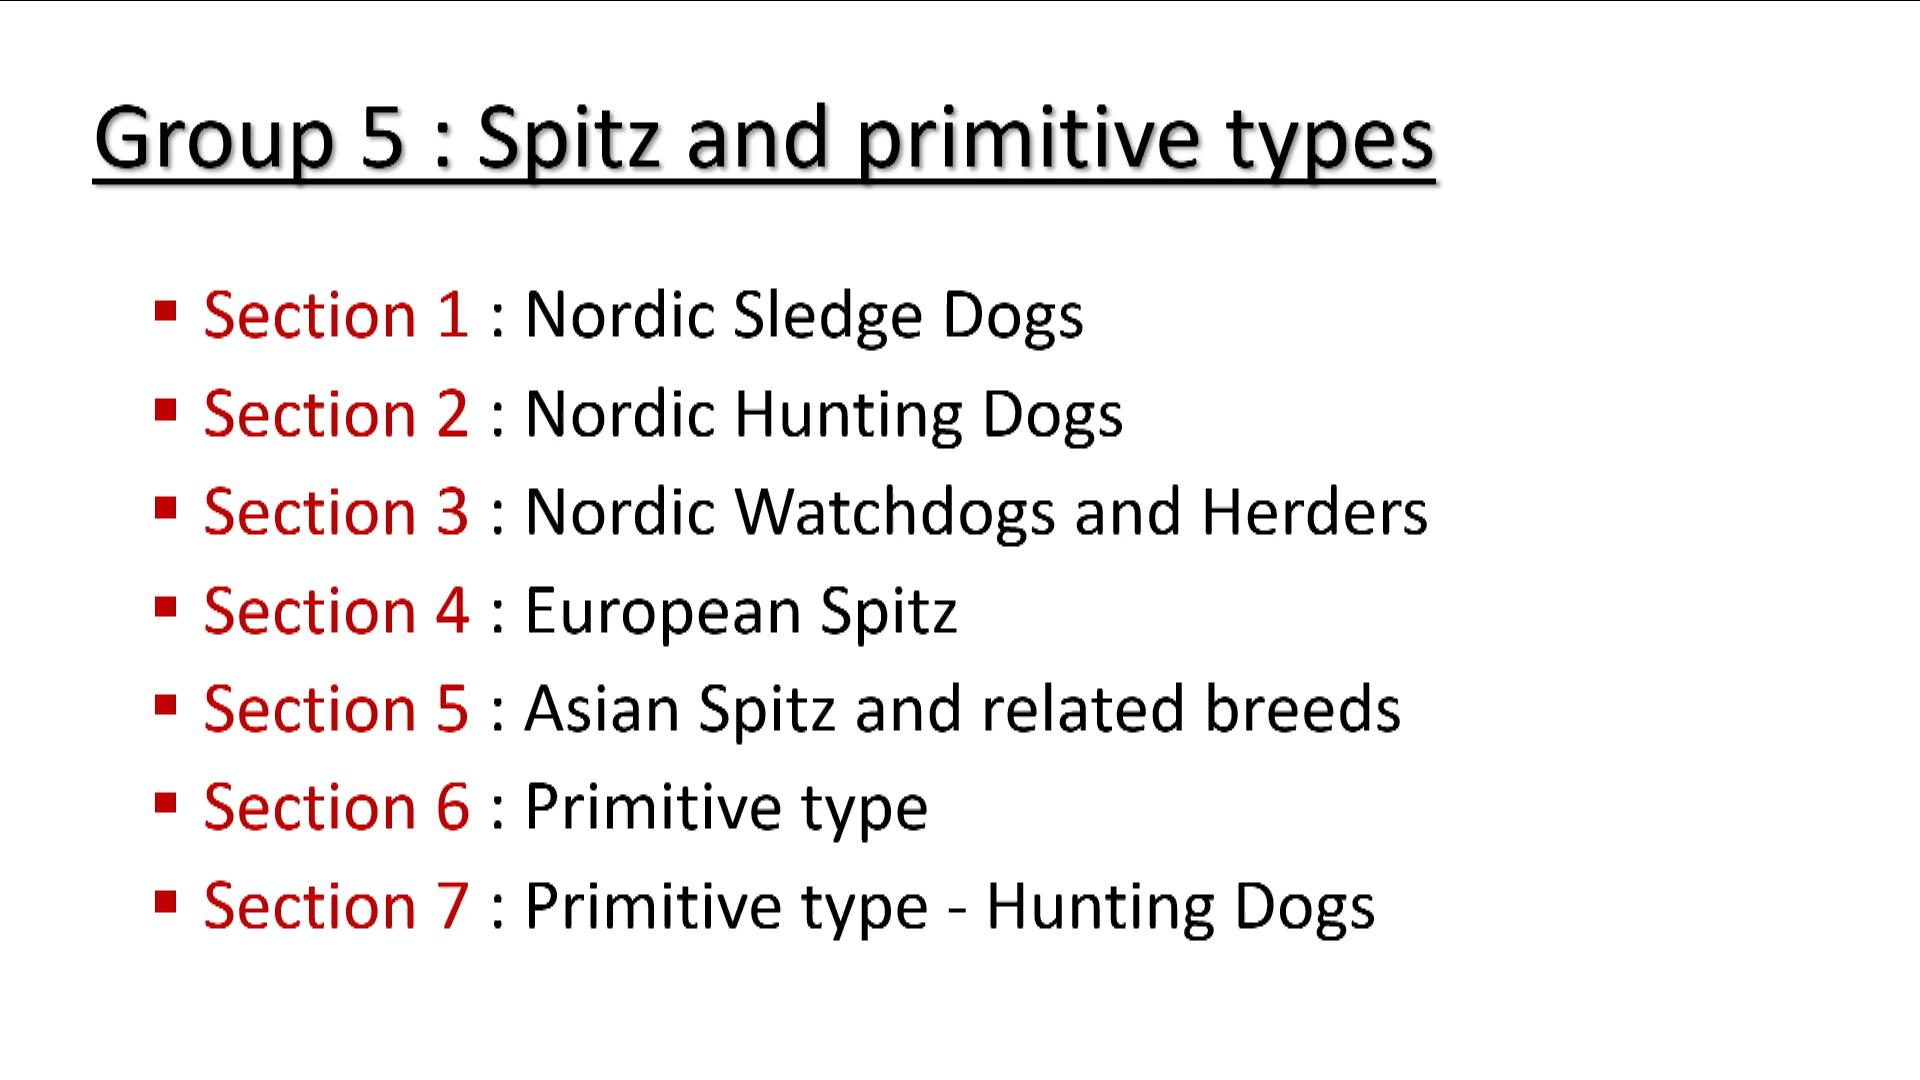 Group 5 : Spitz and primitive types
▪ Section 1 : Nordic Sledge Dogs
▪ Section 2 : Nordic Hunting Dogs
▪ Section 3 : Nordic Watchdogs and Herders
▪ Section 4 : European Spitz
▪ Section 5 : Asian Spitz and related breeds
▪ Section 6 : Primitive type
▪ Section 7 : Primitive type - Hunting Dogs